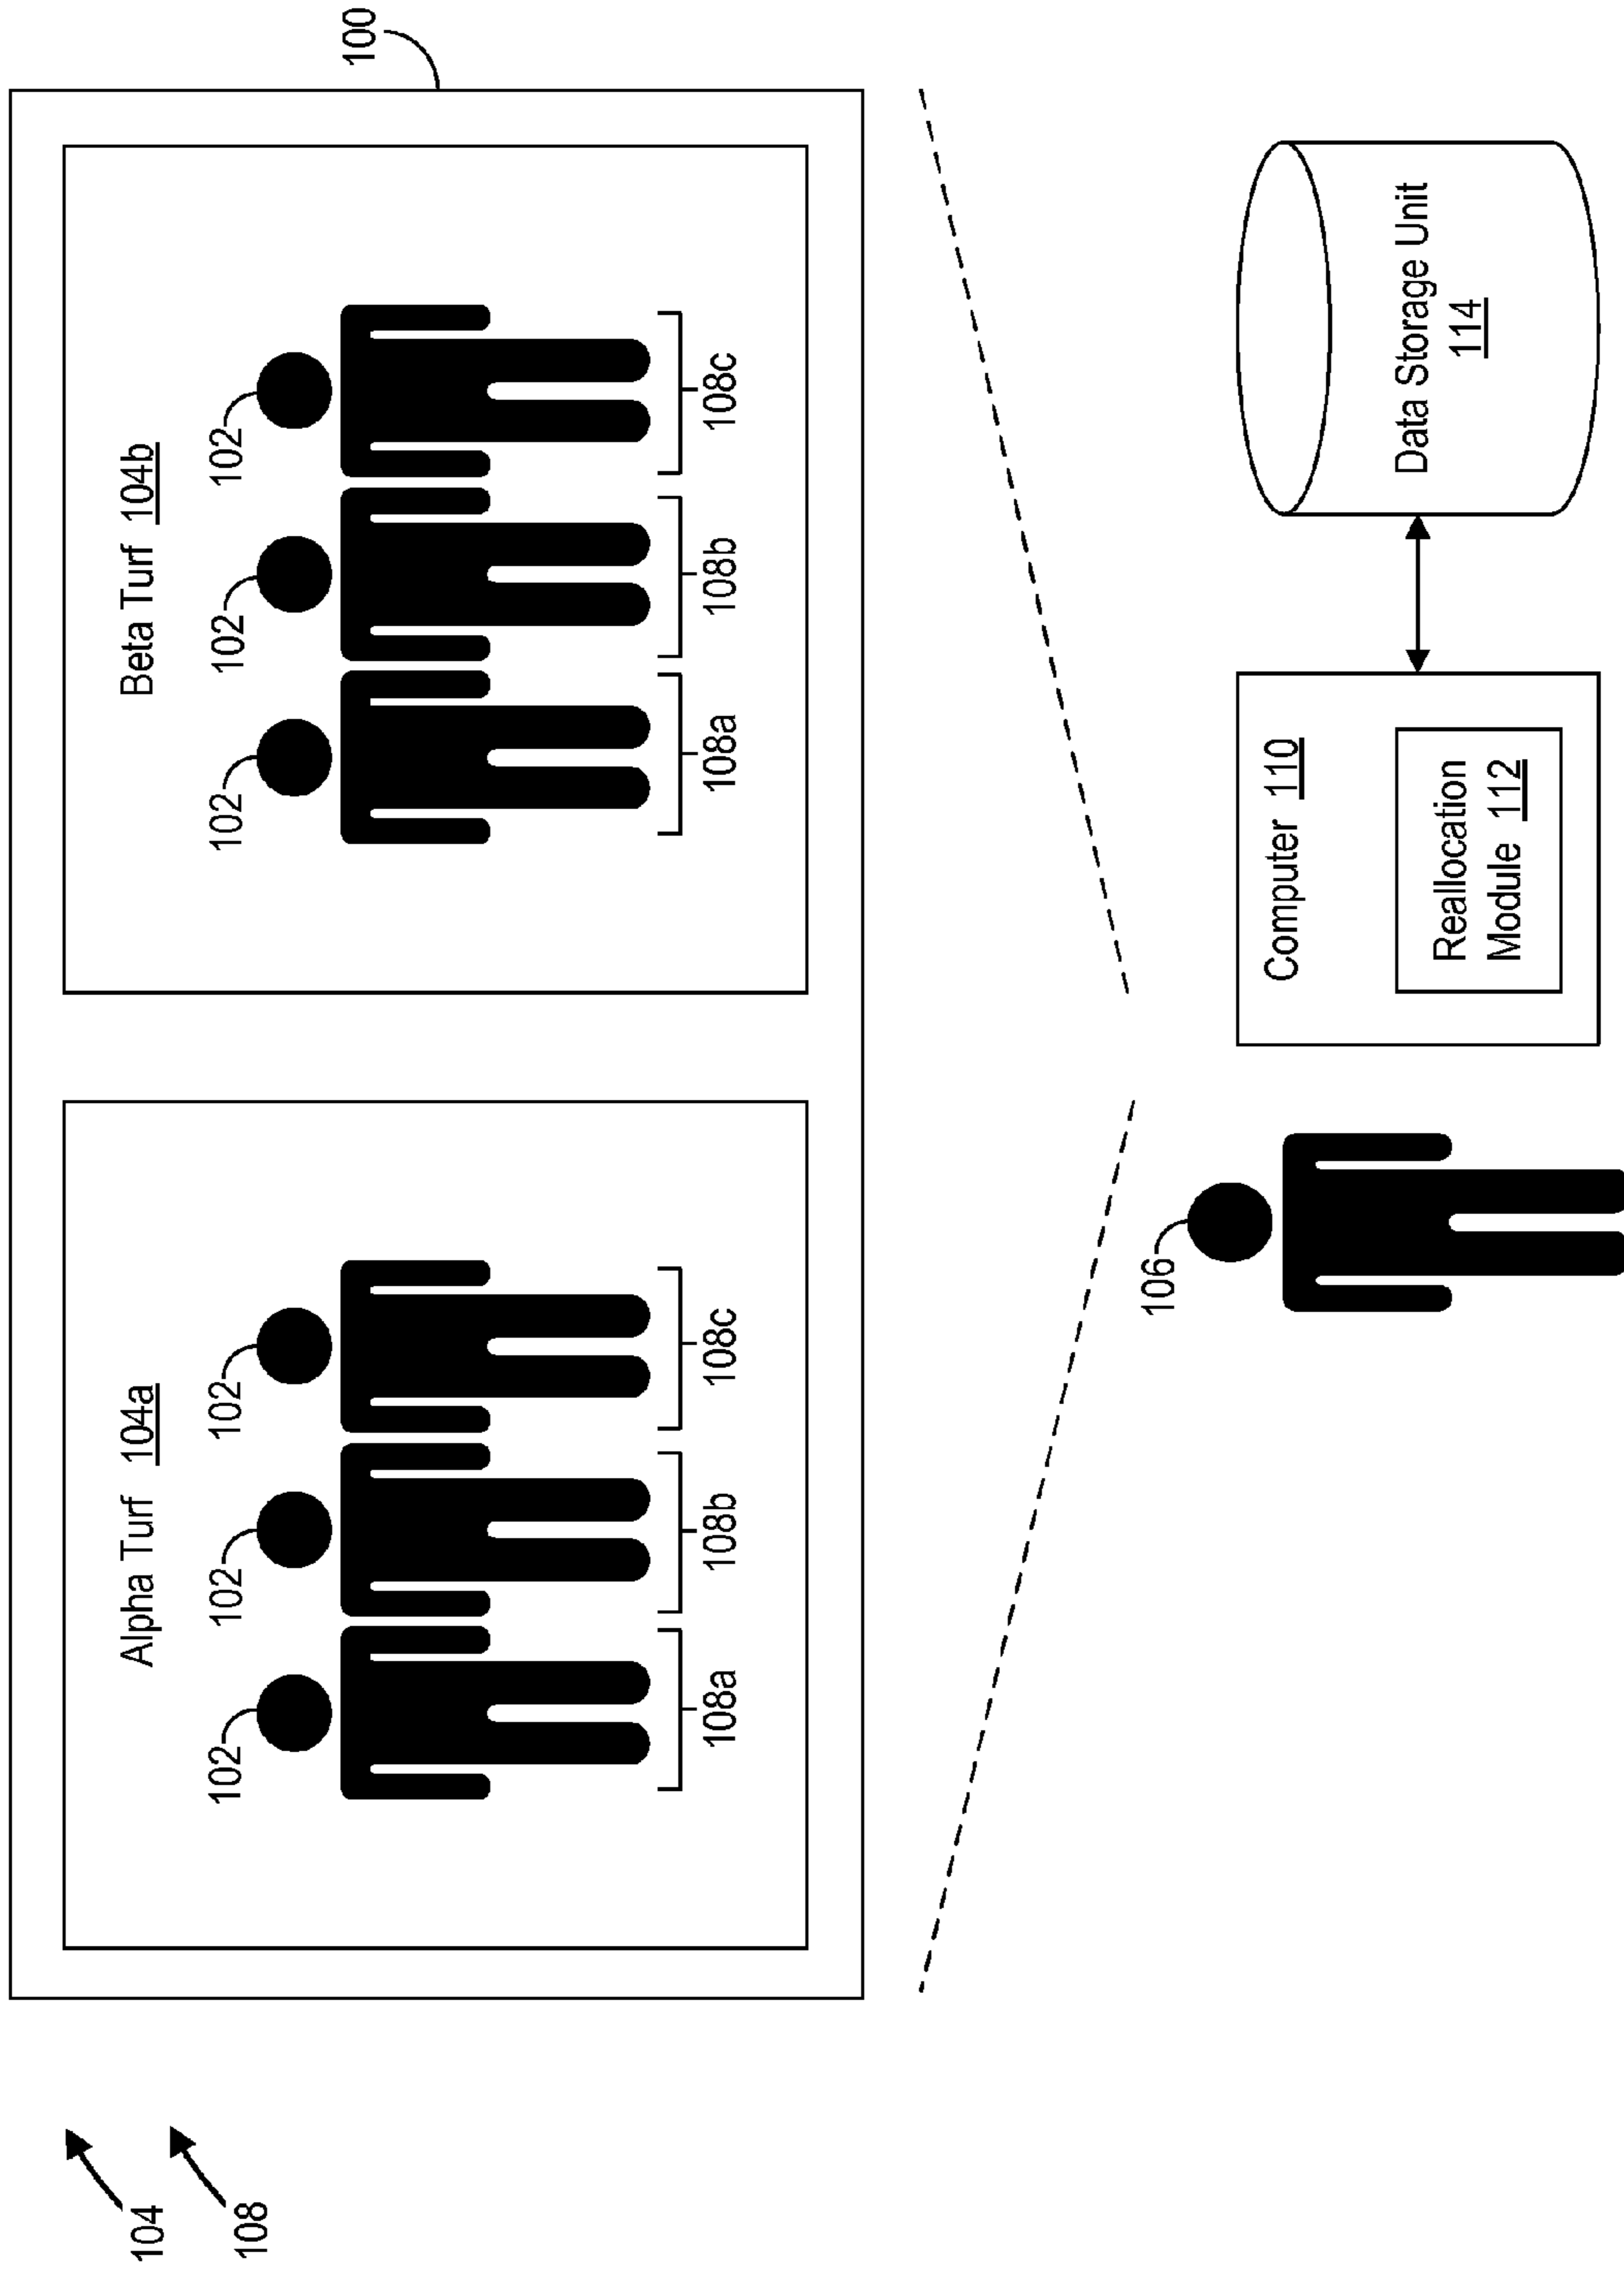 104
108
100
Alpha Turf 104a
102
102
102
108a
108b
108c
Beta Turf 104b
102
102
102
108a
108b
108c
106
Computer 110
Reallocation
Module 112
Data Storage Unit
114